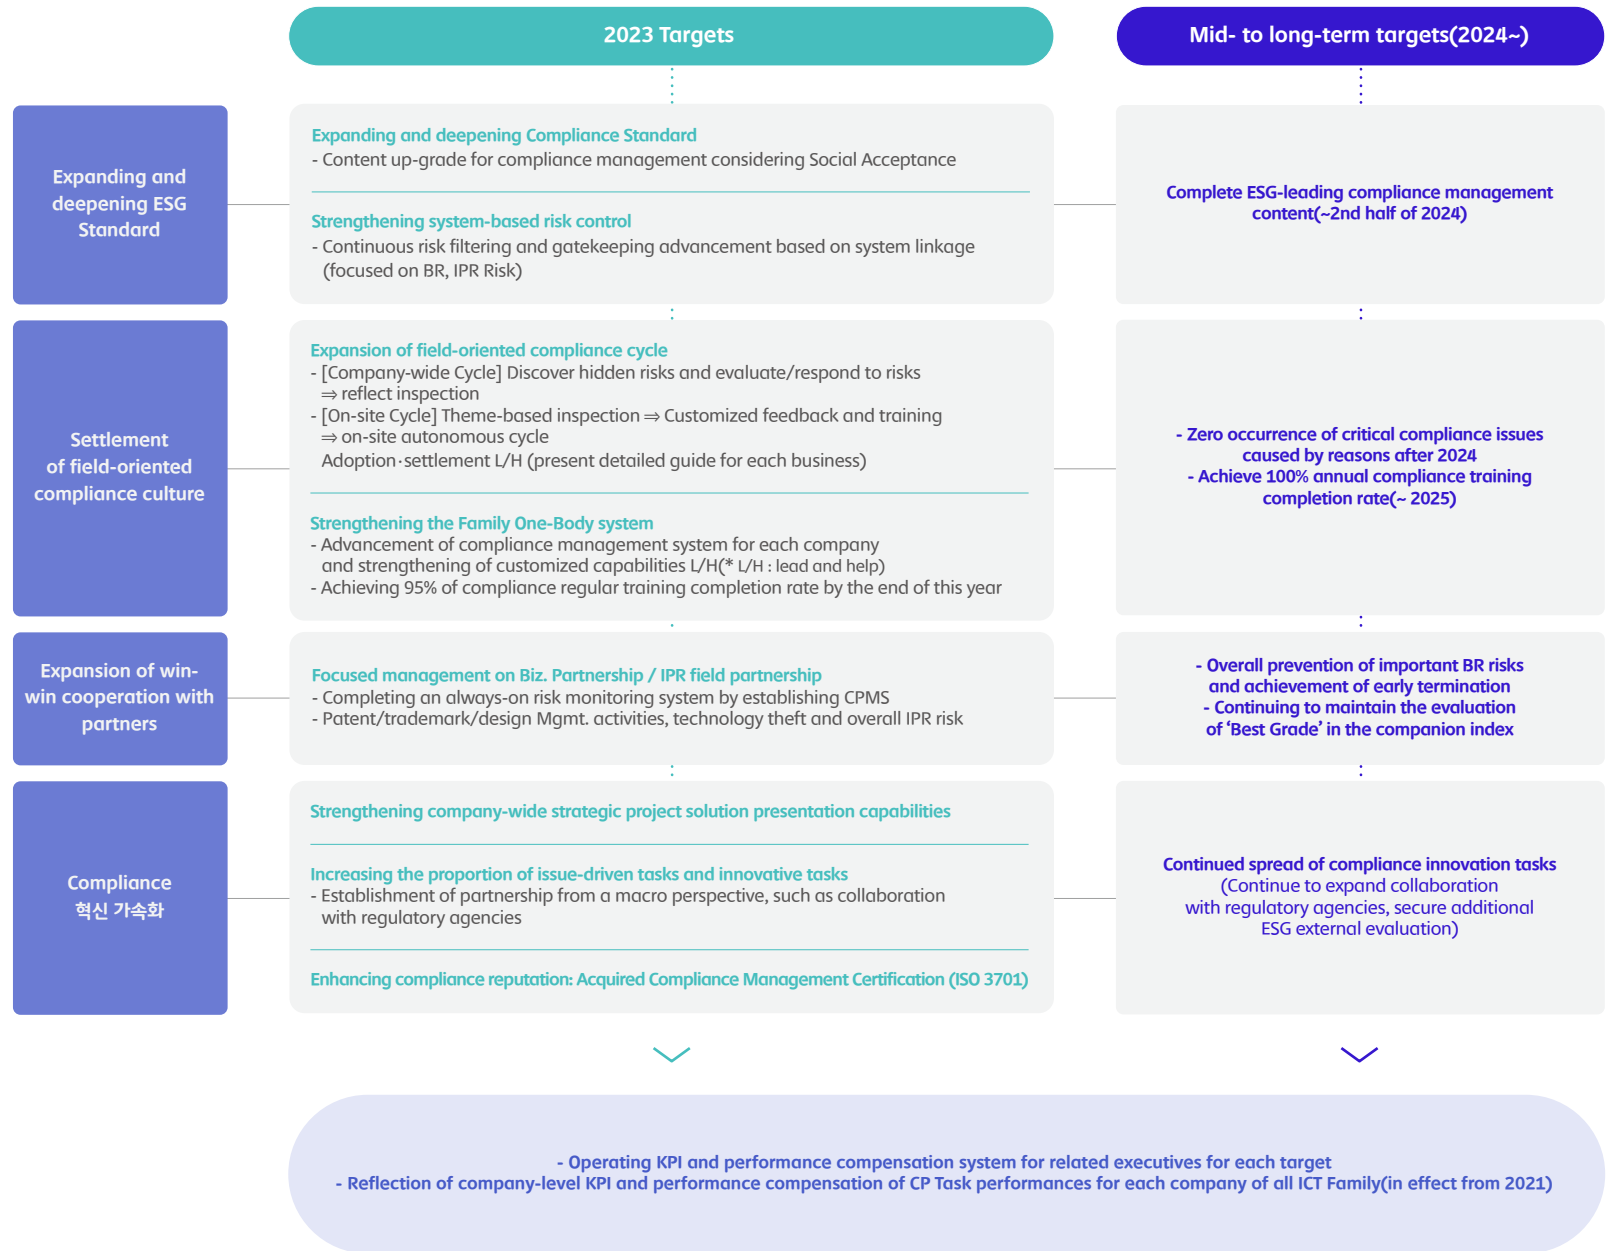 2023 Targets
Mid- to long-term targets(2024~)
Expanding and
deepening ESG
Standard
Expanding and deepening Compliance Standard
- Content up-grade for compliance management considering Social Acceptance
Strengthening system-based risk control
- Continuous risk filtering and gatekeeping advancement based on system linkage
(focused on BR, IPR Risk)
Complete ESG-leading compliance management
content(~2nd half of 2024)
Settlement
of field-oriented
compliance culture
Expansion of field-oriented compliance cycle
- [Company-wide Cycle] Discover hidden risks and evaluate/respond to risks
⇒ reflect inspection
- [On-site Cycle] Theme-based inspection ⇒ Customized feedback and training
⇒ on-site autonomous cycle
Adoption·settlement L/H (present detailed guide for each business)
Strengthening the Family One-Body system
- Advancement of compliance management system for each company
and strengthening of customized capabilities L/H(* L/H : lead and help)
- Achieving 95% of compliance regular training completion rate by the end of this year
- Zero occurrence of critical compliance issues
caused by reasons after 2024
- Achieve 100% annual compliance training
completion rate(~ 2025)
Expansion of win-
win cooperation with
partners
Focused management on Biz. Partnership / IPR field partnership
- Completing an always-on risk monitoring system by establishing CPMS
- Patent/trademark/design Mgmt. activities, technology theft and overall IPR risk
- Overall prevention of important BR risks
and achievement of early termination
- Continuing to maintain the evaluation
of ‘Best Grade’ in the companion index
Compliance
혁신 가속화
Strengthening company-wide strategic project solution presentation capabilities
Increasing the proportion of issue-driven tasks and innovative tasks
- Establishment of partnership from a macro perspective, such as collaboration
with regulatory agencies
Enhancing compliance reputation: Acquired Compliance Management Certification (ISO 3701)
Continued spread of compliance innovation tasks
(Continue to expand collaboration
with regulatory agencies, secure additional
ESG external evaluation)
- Operating KPI and performance compensation system for related executives for each target
- Reflection of company-level KPI and performance compensation of CP Task performances for each company of all ICT Family(in effect from 2021)